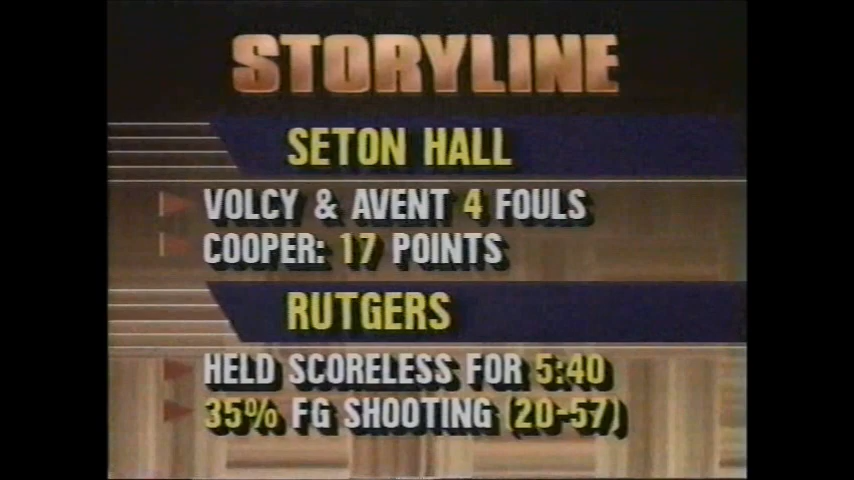 STORYLINE
SETON HALL
VOLCY & AVENT 4 FOULS
COOPER: 17 POINTS
RUTGERS
HELD SCORELESS FOR 5:40
35% FG SHOOTING (20-57)